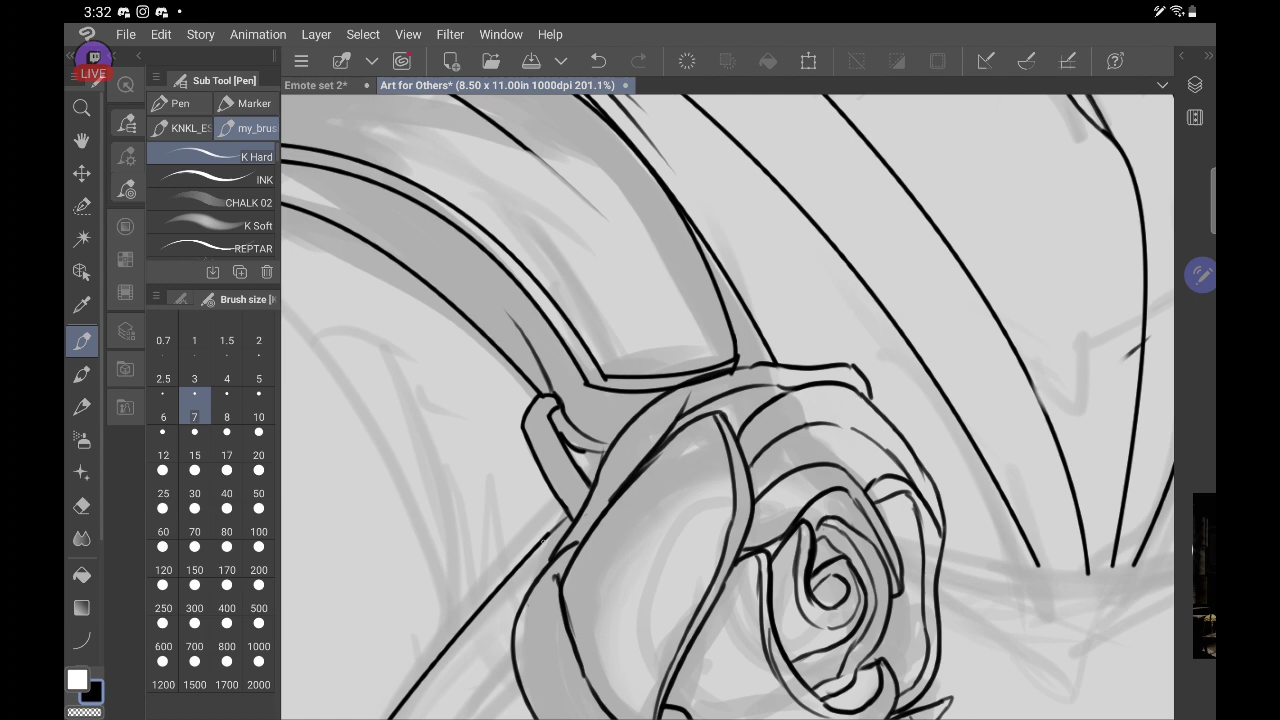 3:32
File Edit Story Animation Layer Select View Filter Window Help
LIVE
Sub Tool [Pen]
Emote set 2*
Art for Others* (8.50 x 11.00in 1000dpi 201.1%)
Pen Marker
KNKL_ES my_brus
K Hard
INK
CHALK 02
K Soft
REPTAR
Brush size [
0.7 1 1.5 2
2.5 3 4 5
6 7 8 10
12 15 17 20
25 30 40 50
60 70 80 100
120 150 170 200
250 300 400 500
600 700 800 1000
1200 1500 1700 2000